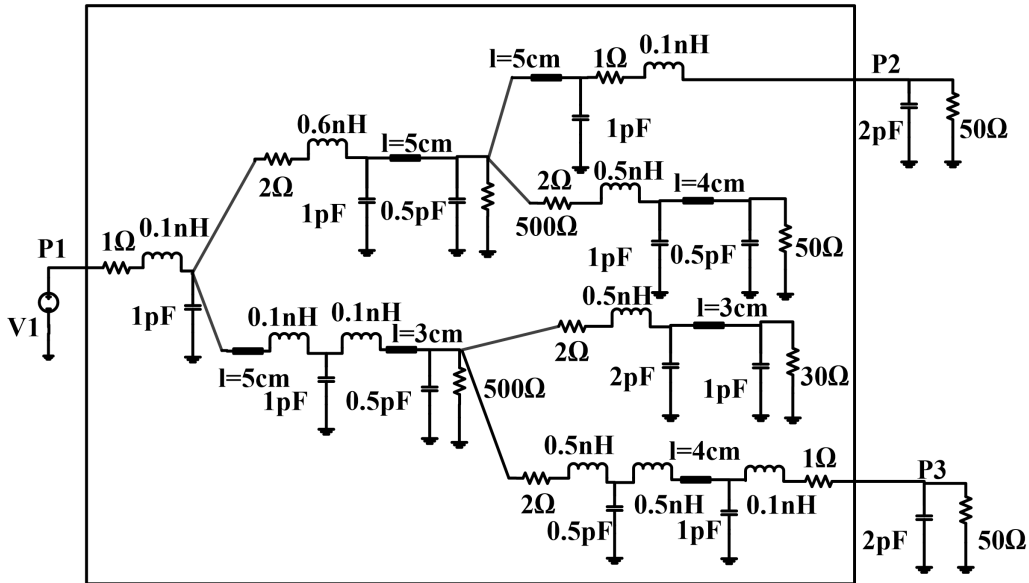 l=5cm
1Ω
0.1nH
P2
1pF
2pF
50Ω
0.6nH
l=5cm
2Ω
1pF
0.5pF
500Ω
2Ω
0.5nH
l=4cm
1pF
0.5pF
50Ω
P1
1Ω
0.1nH
1pF
V1
0.1nH
0.1nH
l=3cm
l=5cm
1pF
0.5pF
500Ω
0.5nH
l=3cm
2Ω
2pF
1pF
30Ω
0.5nH
l=4cm
1Ω
P3
2Ω
0.5nH
0.1nH
0.5pF
1pF
2pF
50Ω